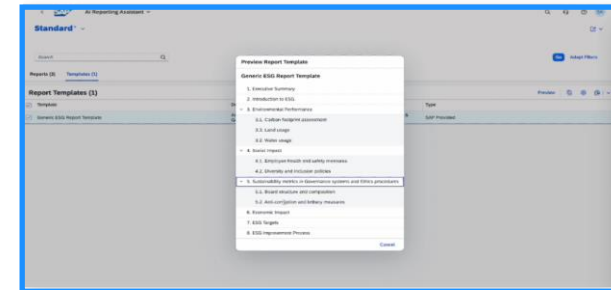 AI Reporting Assistant
Standard*
Search
Go
Adapt Filters
Reports (3)
Templates (1)
Report Templates (1)
Preview
Template
Type
Generic ESG Report Template
SAP Provided
Preview Report Template
Generic ESG Report Template
1. Executive Summary
2. Introduction to ESG
3. Environmental Performance
3.1. Carbon footprint assessment
3.2. Land usage
3.3. Water usage
4. Social Impact
4.1. Employee health and safety measures
4.2. Diversity and inclusion policies
5. Sustainability metrics in Governance systems and Ethics procedures
5.1. Board structure and composition
5.2. Anti-corruption and bribery measures
6. Economic Impact
7. ESG Targets
8. ESG Improvement Process
Cancel